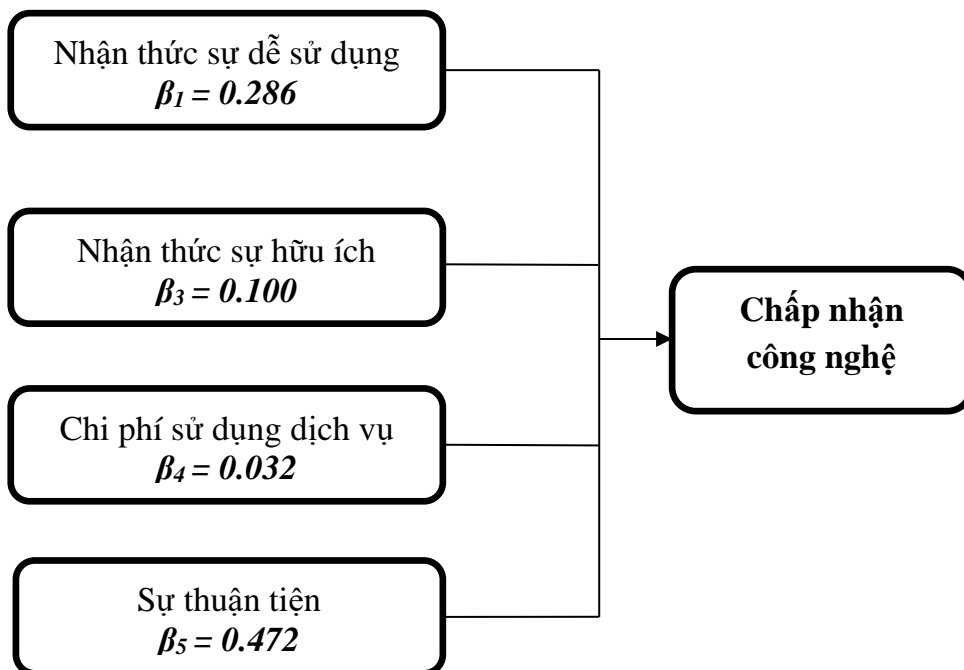 Nhận thức sự dễ sử dụng
β1 = 0.286
Nhận thức sự hữu ích
β3 = 0.100
Chi phí sử dụng dịch vụ
β4 = 0.032
Sự thuận tiện
β5 = 0.472
Chấp nhận
công nghệ